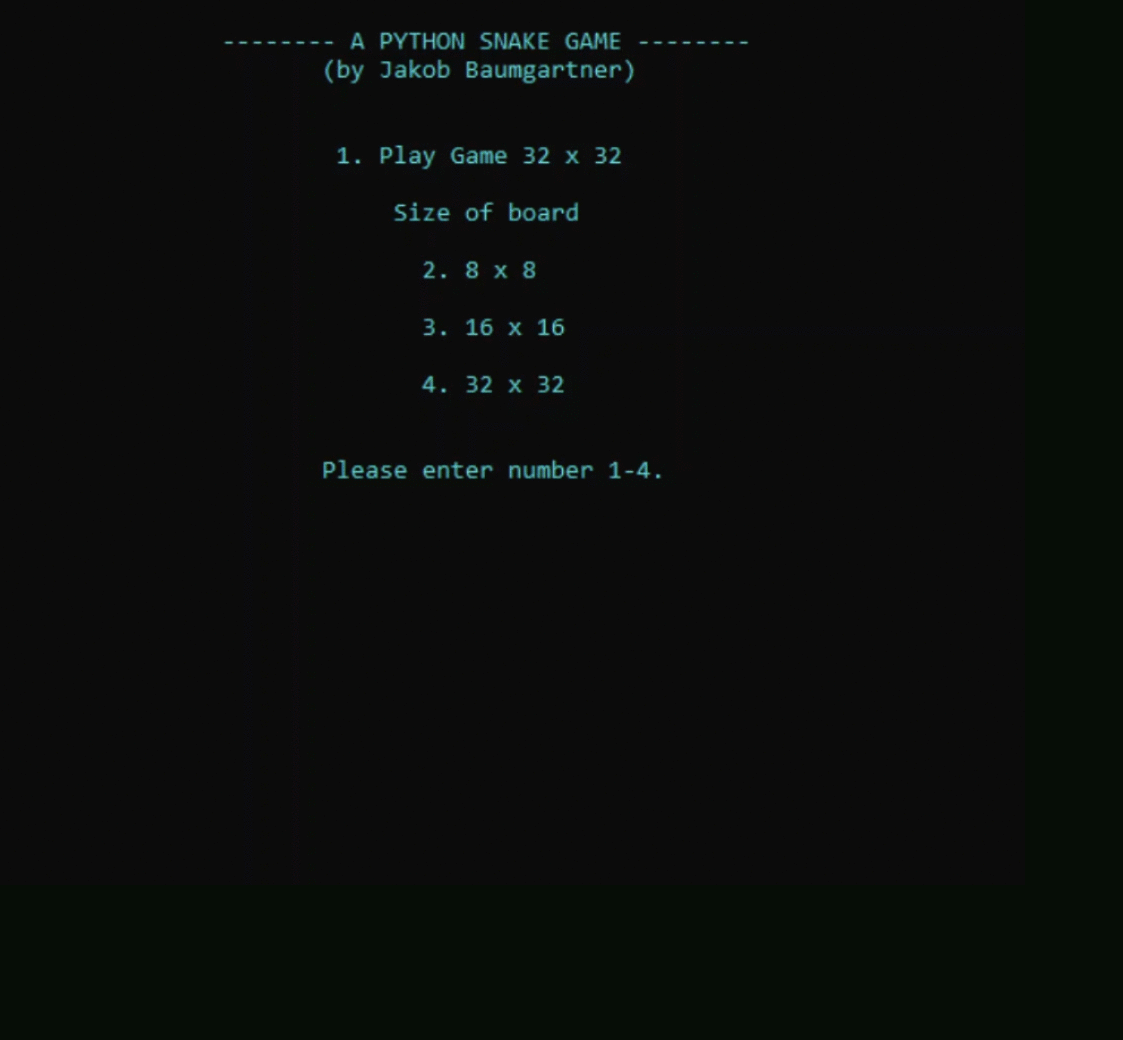 -------- A PYTHON SNAKE GAME --------
(by Jakob Baumgartner)
1. Play Game 32 x 32
Size of board
2. 8 x 8
3. 16 x 16
4. 32 x 32
Please enter number 1-4.